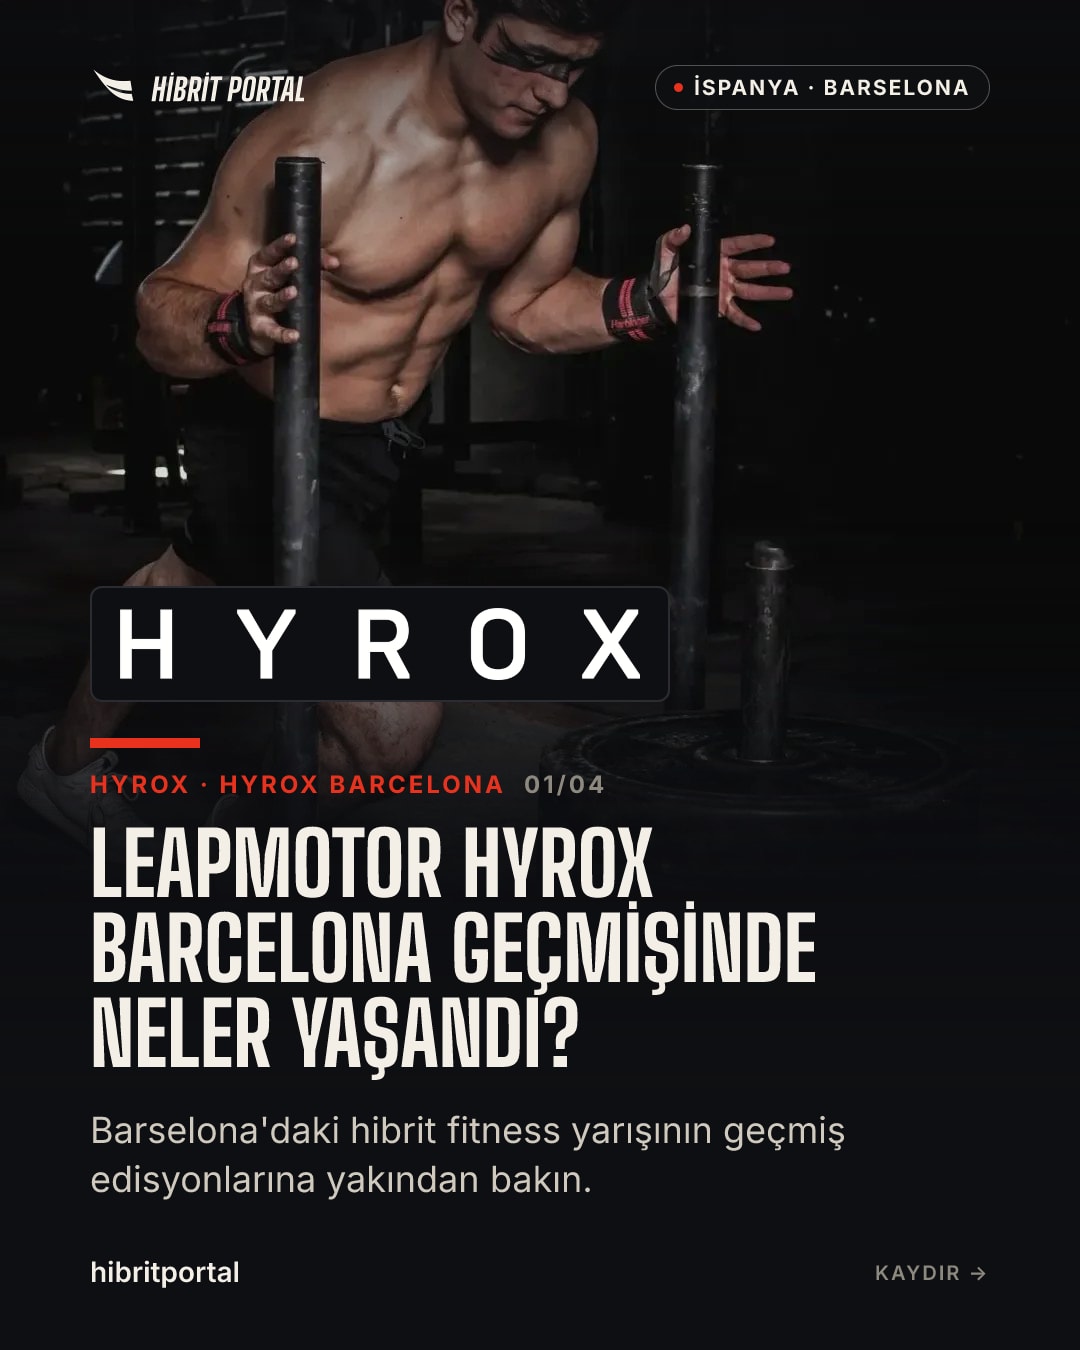 HİBRİT PORTAL
İSPANYA · BARSELONA
HYROX
HYROX · HYROX BARCELONA 01/04
LEAPMOTOR HYROX
BARCELONA GEÇMİŞİNDE
NELER YAŞANDI?
Barselona'daki hibrit fitness yarışının geçmiş
edisyonlarına yakından bakın.
hibritportal
KAYDIR →